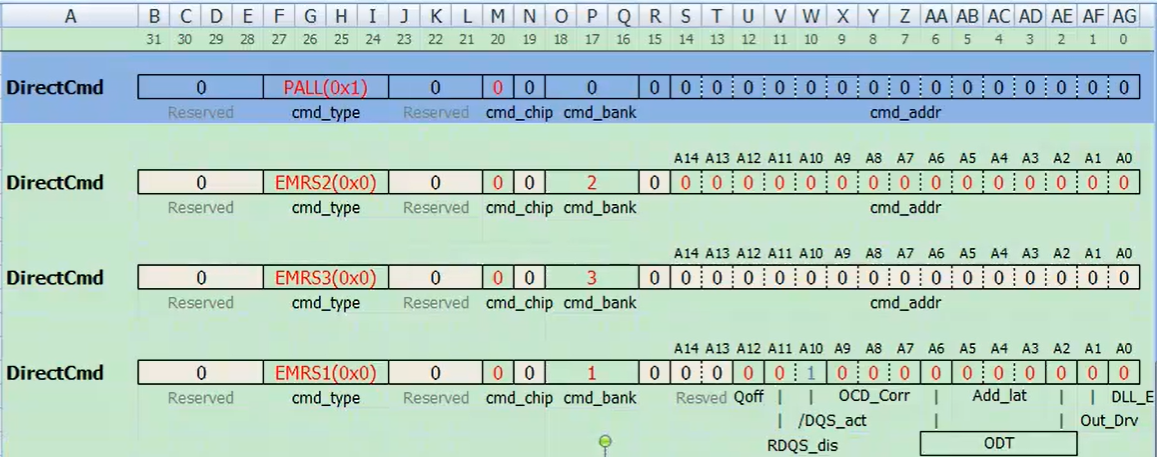 A B C D E F G H I J K L M N O P Q R S T U V W X Y Z AA AB AC AD AE AF AG
31 30 29 28 27 26 25 24 23 22 21 20 19 18 17 16 15 14 13 12 11 10 9 8 7 6 5 4 3 2 1 0
DirectCmd 0 PALL(0x1) 0 0 0 0 0 0 0 0 0 0 0 0 0 0 0 0 0 0 0 0
Reserved cmd_type Reserved cmd_chip cmd_bank cmd_addr
A14 A13 A12 A11 A10 A9 A8 A7 A6 A5 A4 A3 A2 A1 A0
DirectCmd 0 EMRS2(0x0) 0 0 0 2 0 0 0 0 0 0 0 0 0 0 0 0 0 0 0 0
Reserved cmd_type Reserved cmd_chip cmd_bank cmd_addr
A14 A13 A12 A11 A10 A9 A8 A7 A6 A5 A4 A3 A2 A1 A0
DirectCmd 0 EMRS3(0x0) 0 0 0 3 0 0 0 0 0 0 0 0 0 0 0 0 0 0 0 0
Reserved cmd_type Reserved cmd_chip cmd_bank cmd_addr
A14 A13 A12 A11 A10 A9 A8 A7 A6 A5 A4 A3 A2 A1 A0
DirectCmd 0 EMRS1(0x0) 0 0 0 1 0 0 0 0 0 1 0 0 0 0 0 0 0 0 0 0
Reserved cmd_type Reserved cmd_chip cmd_bank Resved Qoff | | OCD_Corr | Add_lat | | DLL_E
| /DQS_act | | Out_Drv
RDQS_dis ODT